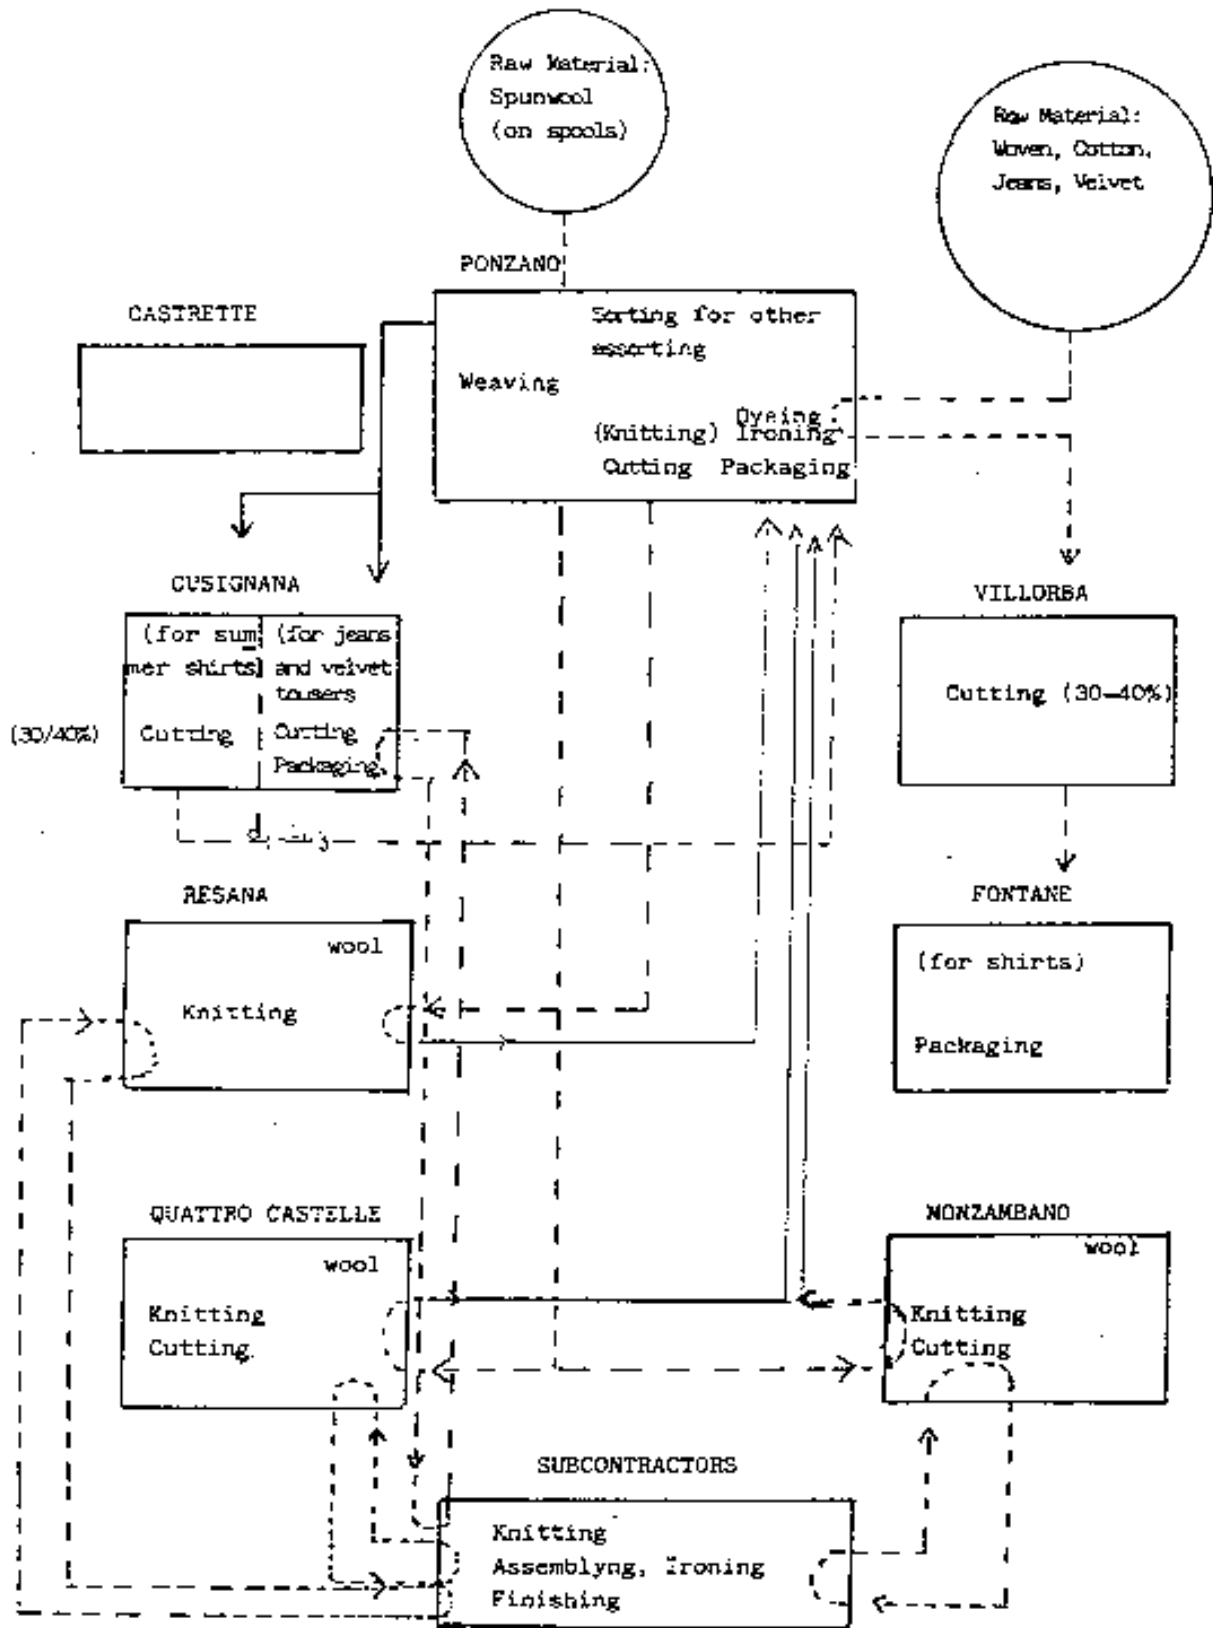 Raw Material:
Spunwool
(on spools)
Raw Material:
Woven, Cotton,
Jeans, Velvet
PONZANO
CASTRETTE
Sorting for other
assorting
Weaving
Dyeing
(Knitting) Ironing
Cutting Packaging
CUSIGNANA
(for sum
mer shirts)
(for jeans
and velvet
tousers
(30/40%)
Cutting
Cutting
Packaging
VILLORBA
Cutting (30-40%)
RESANA
wool
Knitting
FONTANE
(for shirts)
Packaging
QUATTRO CASTELLE
wool
Knitting
Cutting
MONZAMBANO
wool
Knitting
Cutting
SUBCONTRACTORS
Knitting
Assemblyng, Ironing
Finishing